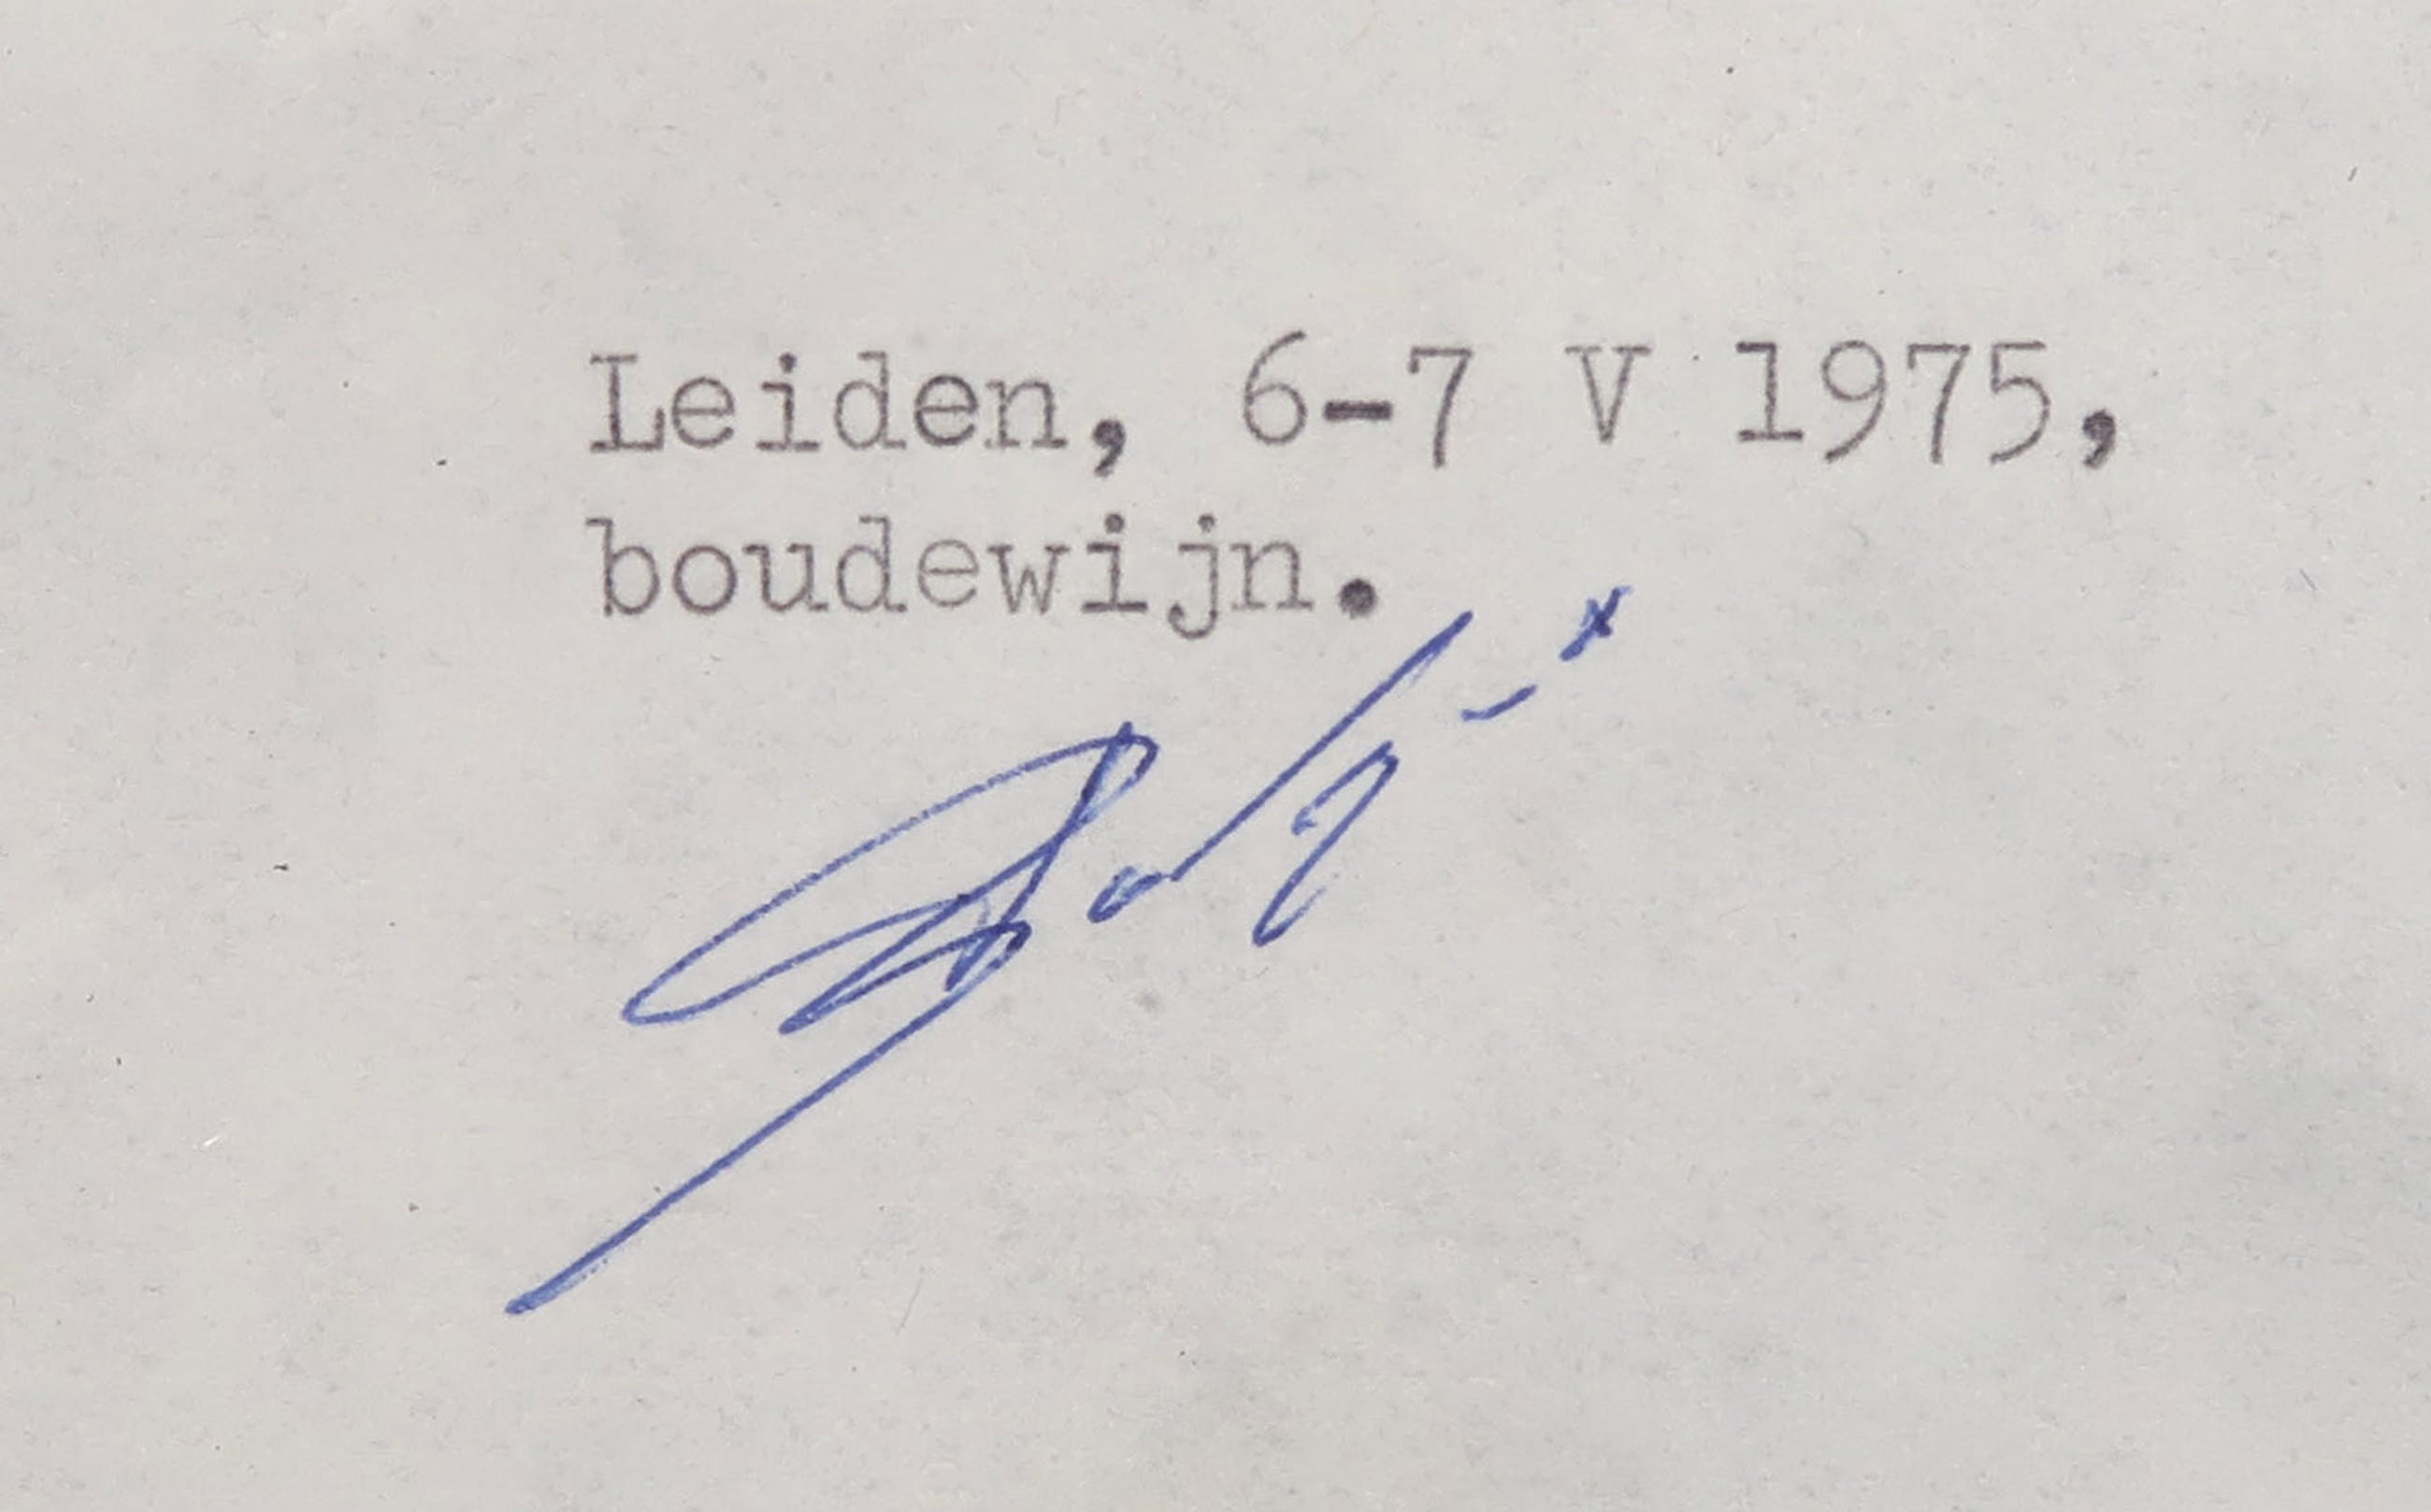 Leiden, 6-7 V 1975,
boudewijn.